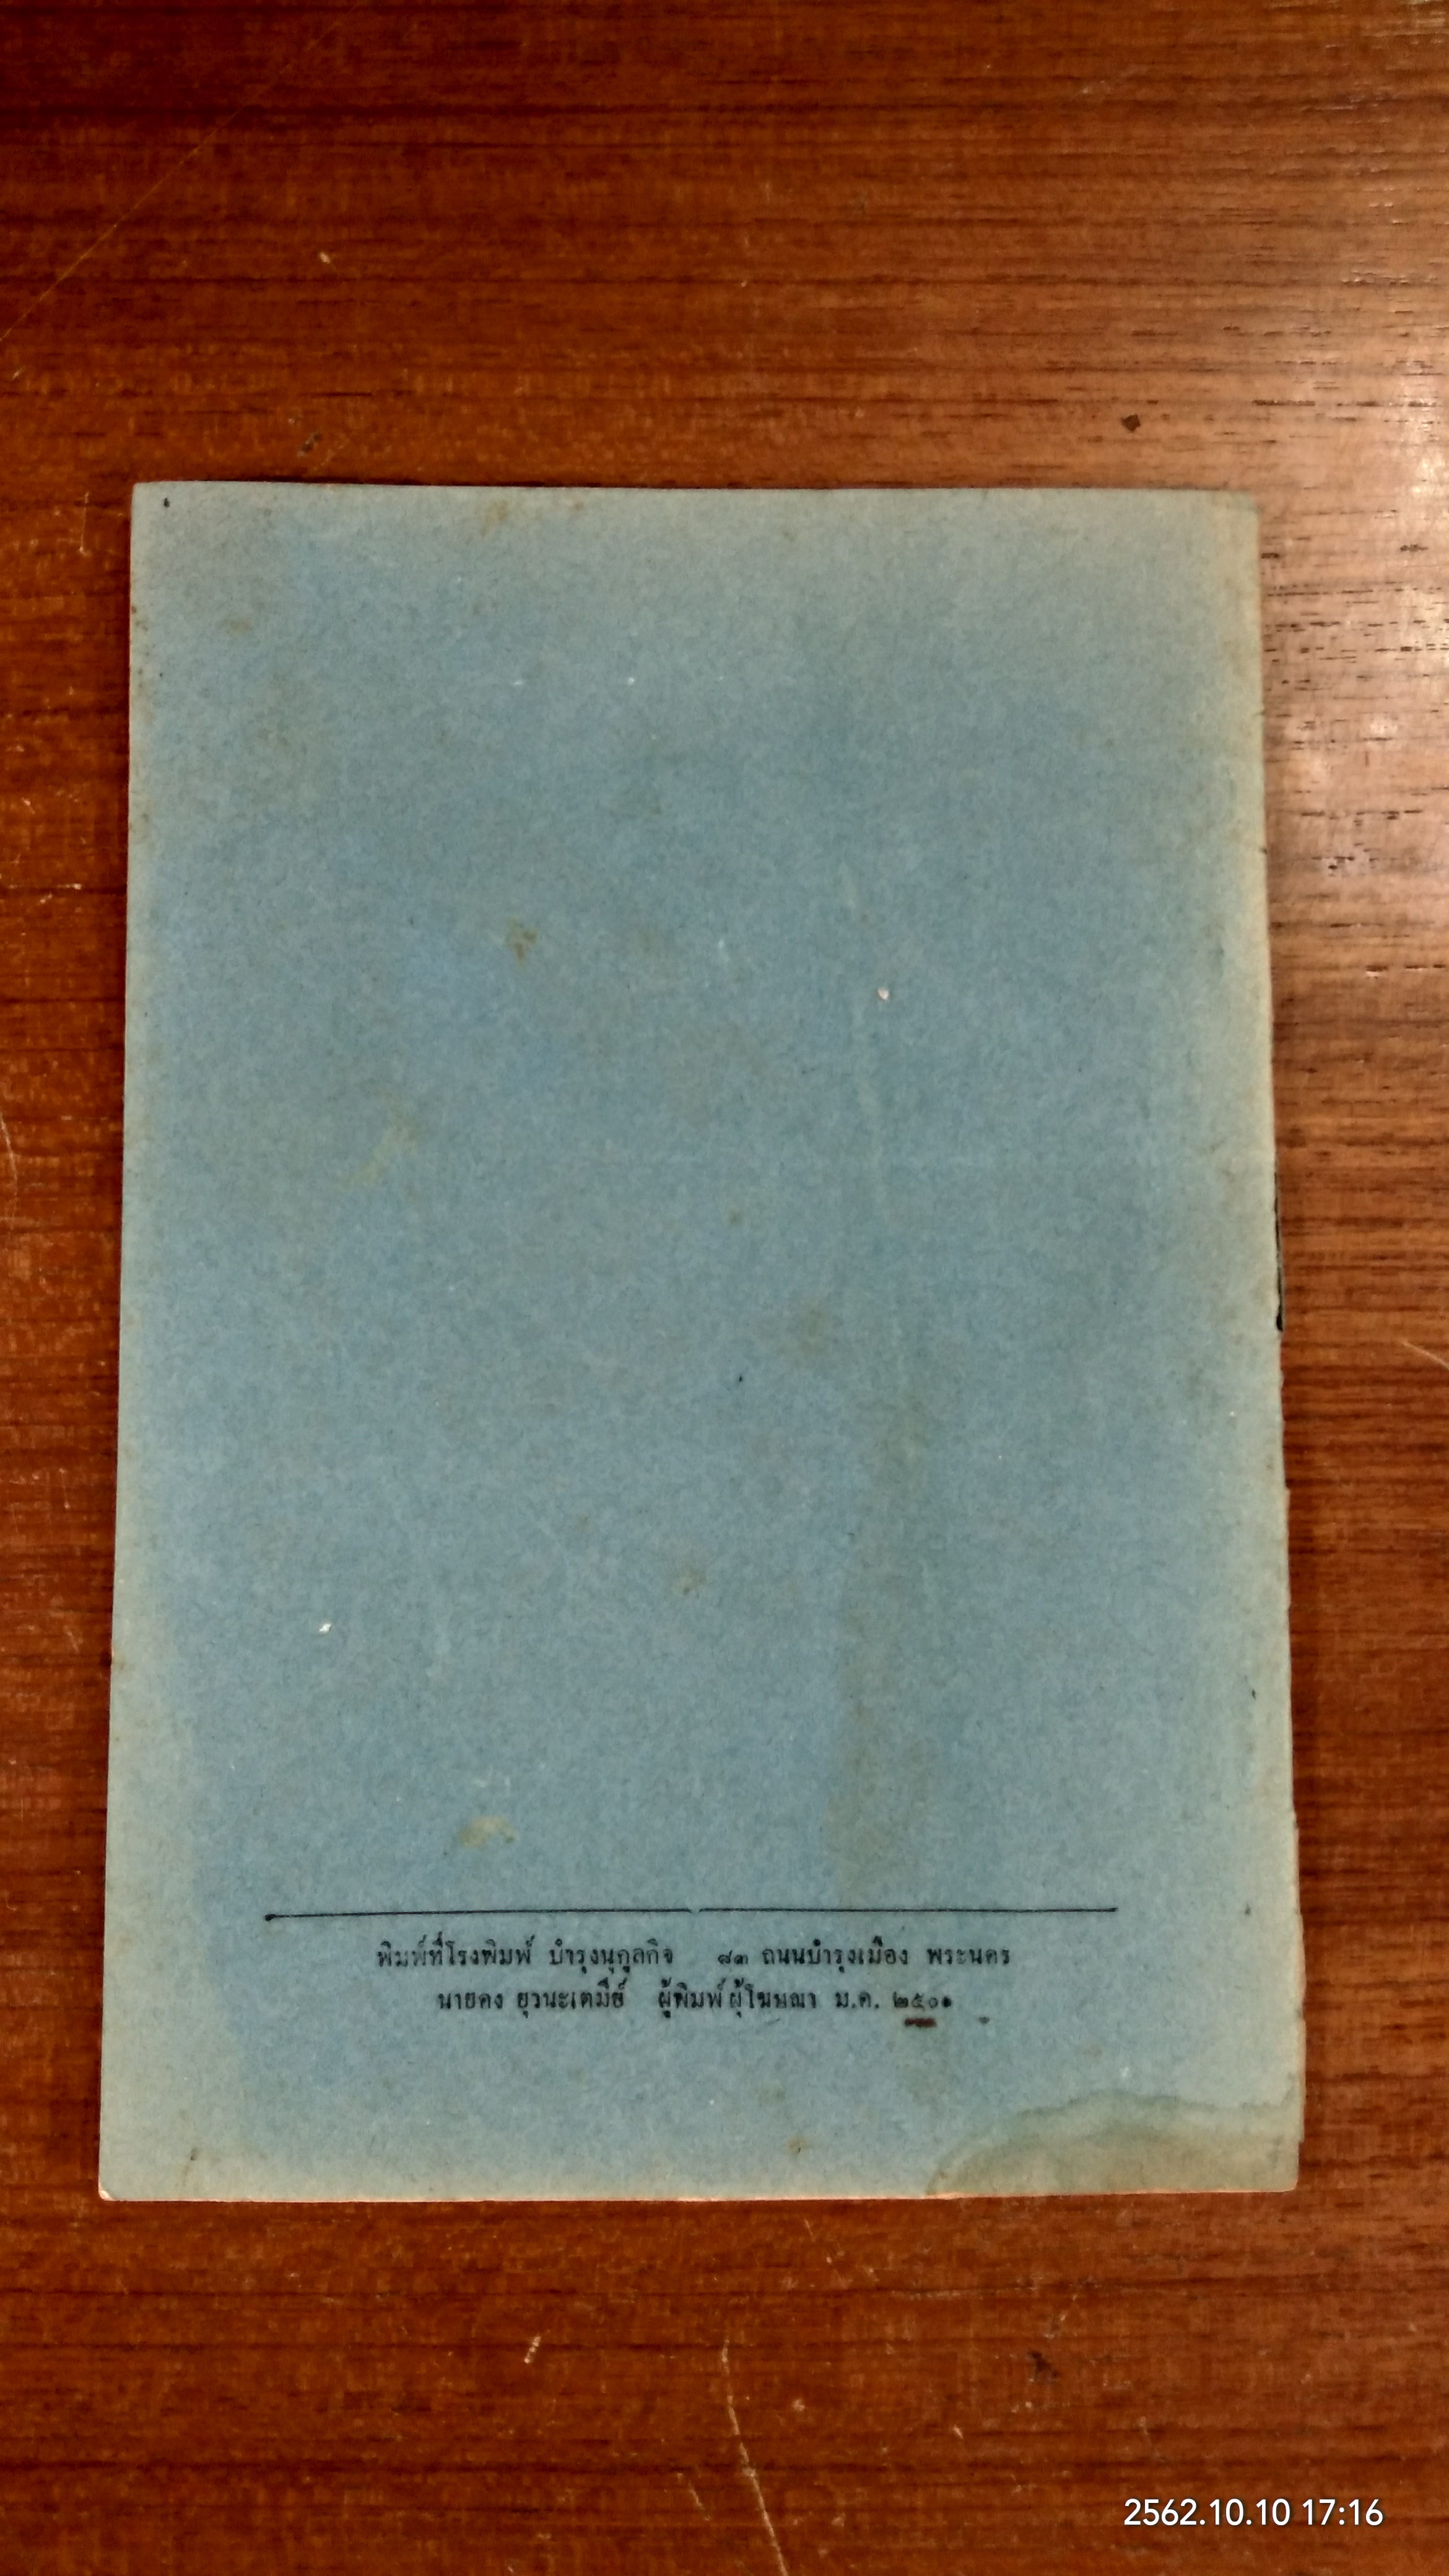 พิมพ์ที่โรงพิมพ์ บำรุงนุกูลกิจ ๘๓ ถนนบำรุงเมือง พระนคร
นายคง ยุวนะเตมีย์ ผู้พิมพ์ผู้โฆษณา ม.ค. ๒๕๐๑
2562.10.10 17:16